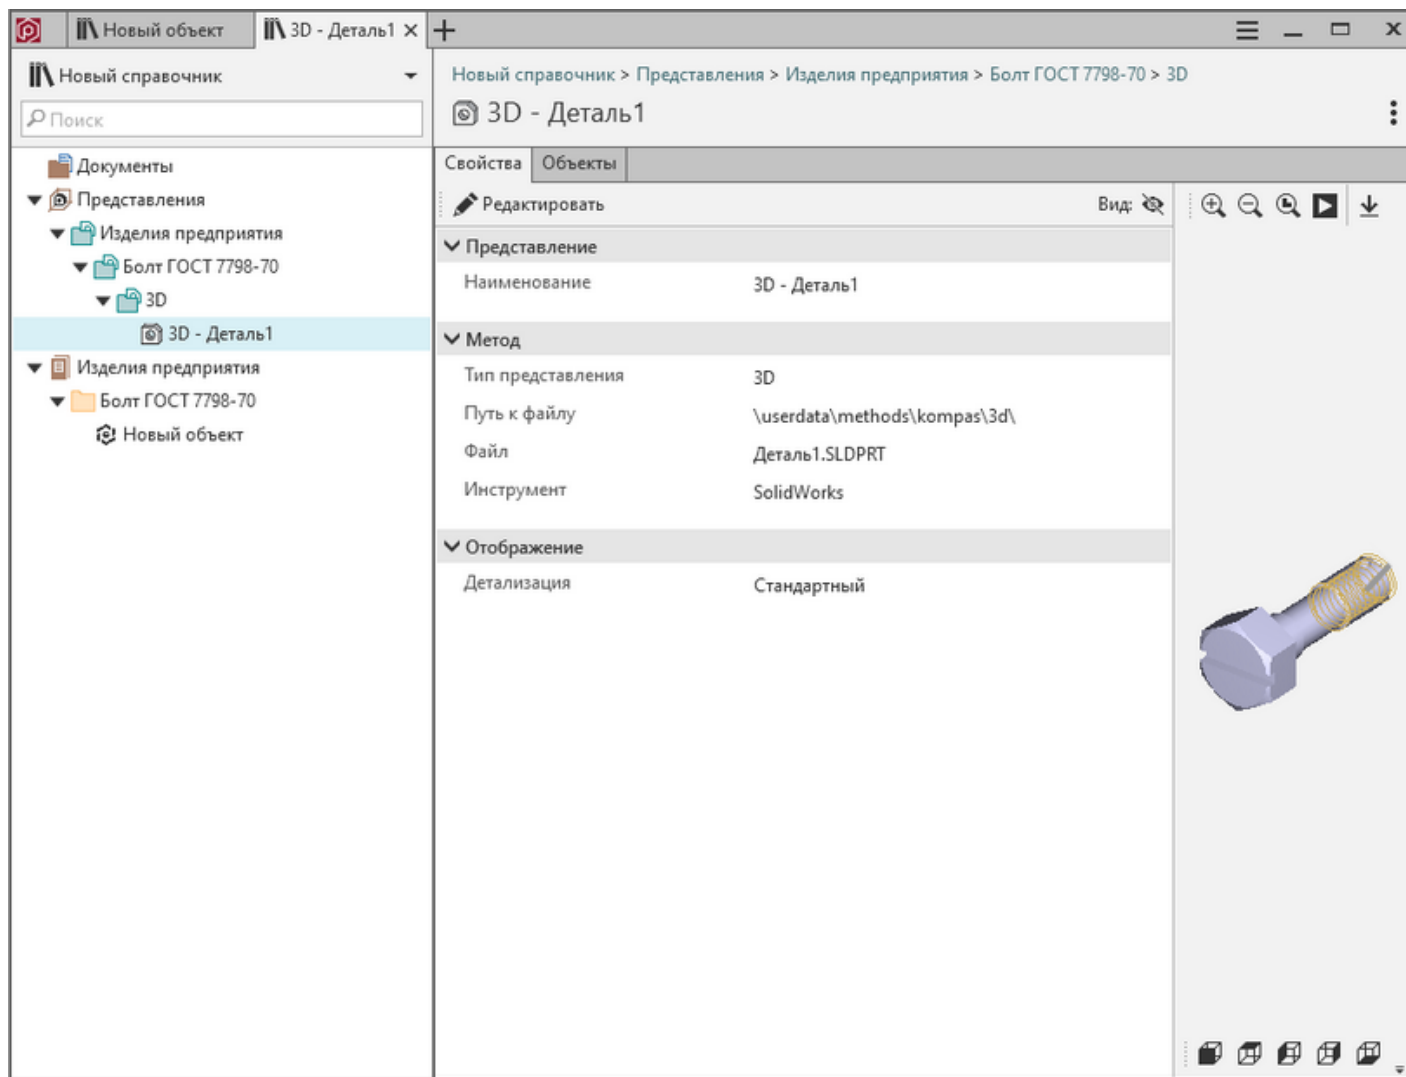 Новый объект
3D - Деталь1
Новый справочник
Поиск
Документы
Представления
Изделия предприятия
Болт ГОСТ 7798-70
3D
3D - Деталь1
Изделия предприятия
Болт ГОСТ 7798-70
Новый объект
Новый справочник > Представления > Изделия предприятия > Болт ГОСТ 7798-70 > 3D
3D - Деталь1
Свойства Объекты
Редактировать Вид:
Представление
Наименование 3D - Деталь1
Метод
Тип представления 3D
Путь к файлу \userdata\methods\kompas\3d\
Файл Деталь1.SLDPRT
Инструмент SolidWorks
Отображение
Детализация Стандартный